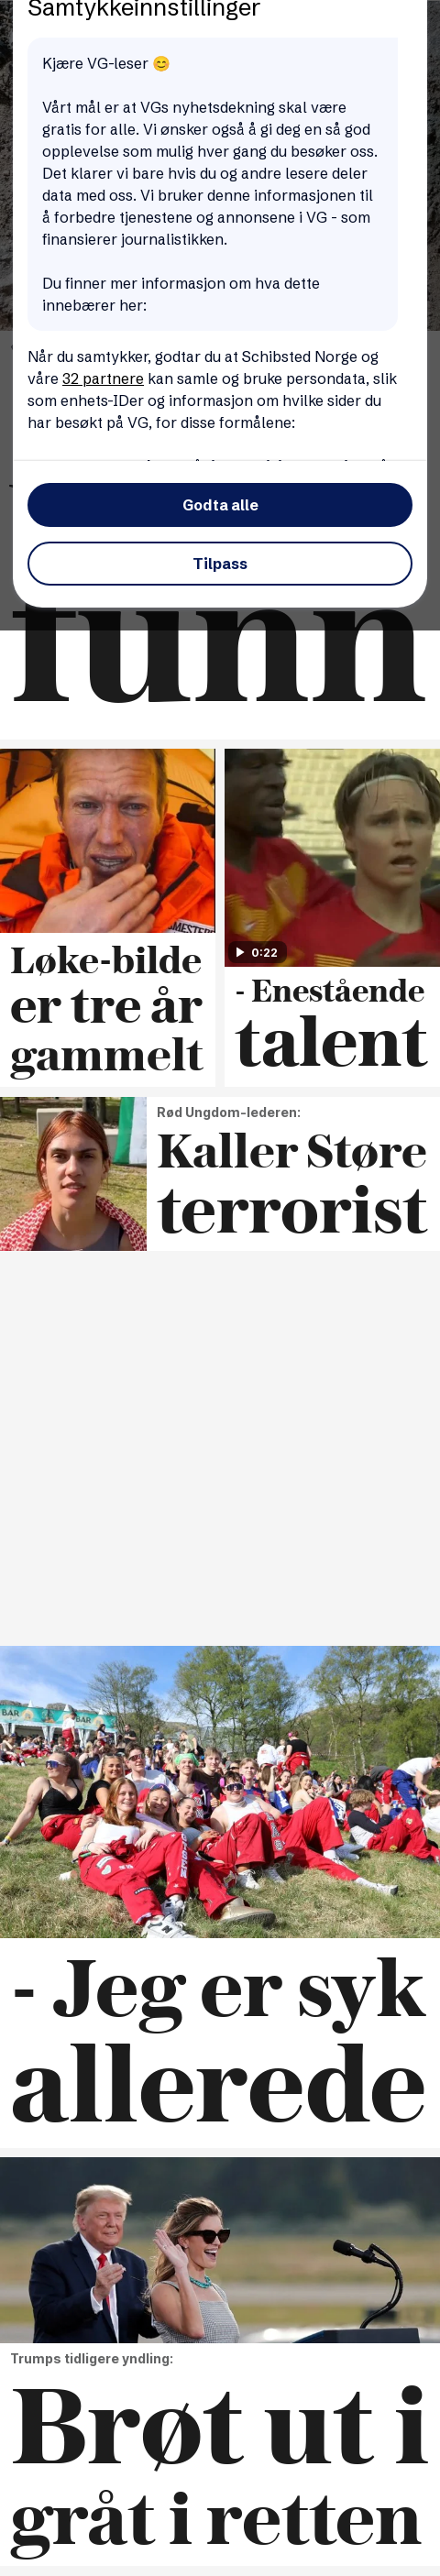 Samtykkeinnstillinger
Kjære VG-leser 😊
Vårt mål er at VGs nyhetsdekning skal være
gratis for alle. Vi ønsker også å gi deg en så god
opplevelse som mulig hver gang du besøker oss.
Det klarer vi bare hvis du og andre lesere deler
data med oss. Vi bruker denne informasjonen til
å forbedre tjenestene og annonsene i VG - som
finansierer journalistikken.
Du finner mer informasjon om hva dette
innebærer her:
Når du samtykker, godtar du at Schibsted Norge og
våre 32 partnere kan samle og bruke persondata, slik
som enhets-IDer og informasjon om hvilke sider du
har besøkt på VG, for disse formålene:
Godta alle
Tilpass
funn
MESTERS
Løke-bilde
er tre år
gammelt
0:22
- Enestående
talent
Rød Ungdom-lederen:
Kaller Støre
terrorist
BAR
BAR
- Jeg er syk
allerede
Trumps tidligere yndling:
Brøt ut i
gråt i retten